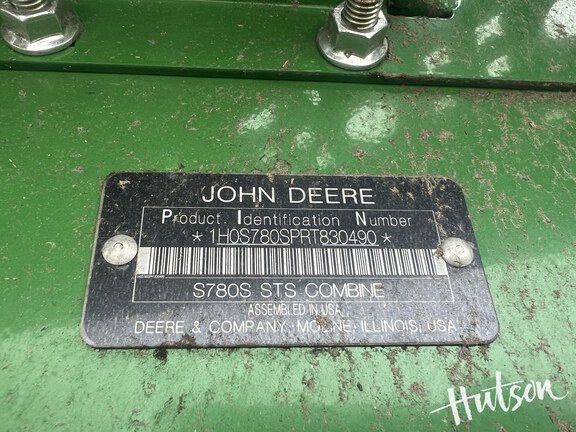 JOHN DEERE
Product Identification Number
*1H0S780SPRT830490*
S780S STS COMBINE
ASSEMBLED IN USA
DEERE & COMPANY, MOLINE, ILLINOIS, USA
Hutson